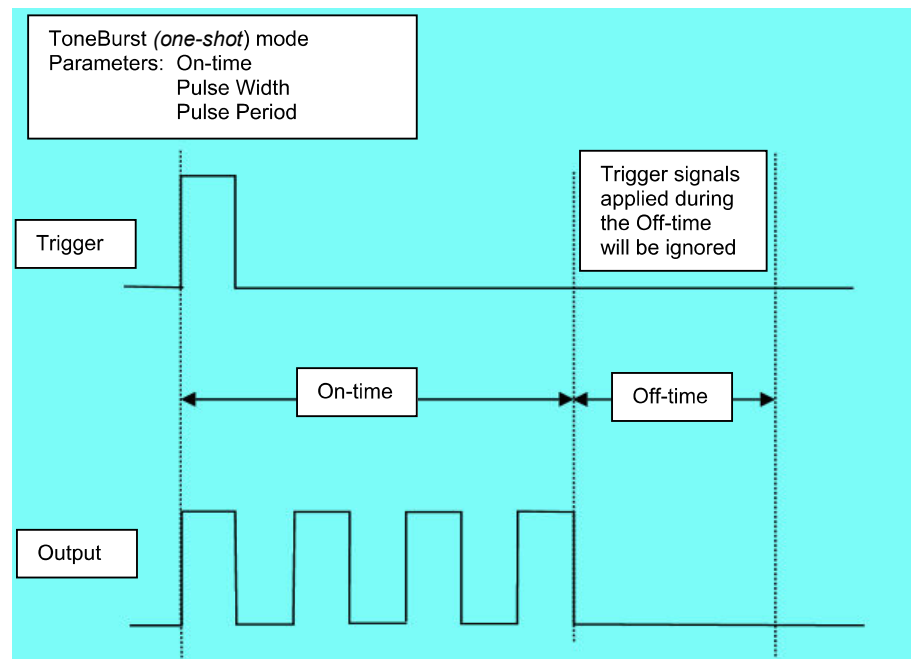 ToneBurst (one-shot) mode
Parameters: On-time
Pulse Width
Pulse Period
Trigger signals
applied during
the Off-time
will be ignored
Trigger
On-time
Off-time
Output